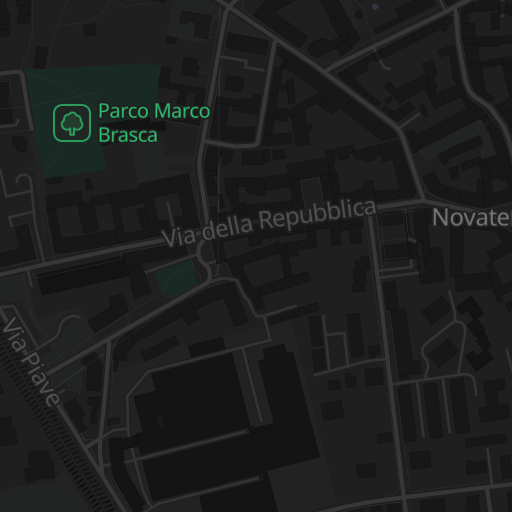 Parco Marco
Brasca
Via della Repubblica
Novate
Via Piave